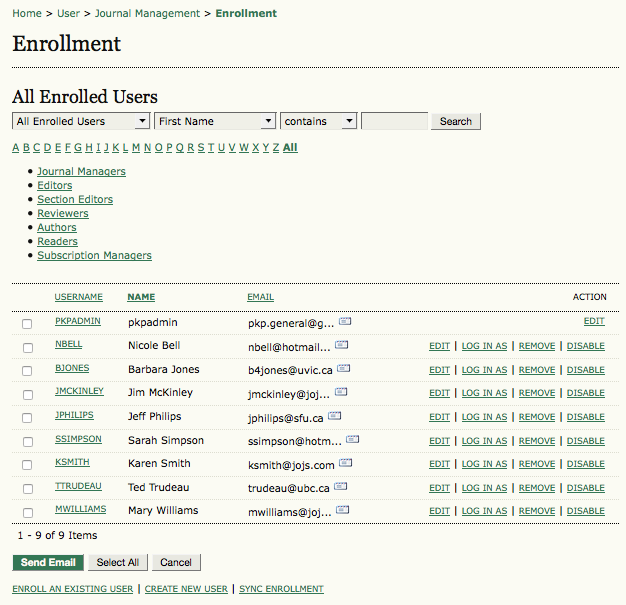 Home > User > Journal Management > Enrollment
Enrollment
All Enrolled Users
All Enrolled Users First Name contains Search
A B C D E F G H I J K L M N O P Q R S T U V W X Y Z All
Journal Managers
Editors
Section Editors
Reviewers
Authors
Readers
Subscription Managers
USERNAME NAME EMAIL ACTION
PKPADMIN pkpadmin pkp.general@g... EDIT
NBELL Nicole Bell nbell@hotmail... EDIT | LOG IN AS | REMOVE | DISABLE
BJONES Barbara Jones b4jones@uvic.ca EDIT | LOG IN AS | REMOVE | DISABLE
JMCKINLEY Jim McKinley jmckinley@joj... EDIT | LOG IN AS | REMOVE | DISABLE
JPHILIPS Jeff Philips jphilips@sfu.ca EDIT | LOG IN AS | REMOVE | DISABLE
SSIMPSON Sarah Simpson ssimpson@hotm... EDIT | LOG IN AS | REMOVE | DISABLE
KSMITH Karen Smith ksmith@jojs.com EDIT | LOG IN AS | REMOVE | DISABLE
TTRUDEAU Ted Trudeau trudeau@ubc.ca EDIT | LOG IN AS | REMOVE | DISABLE
MWILLIAMS Mary Williams mwilliams@joj... EDIT | LOG IN AS | REMOVE | DISABLE
1 - 9 of 9 Items
Send Email Select All Cancel
ENROLL AN EXISTING USER | CREATE NEW USER | SYNC ENROLLMENT